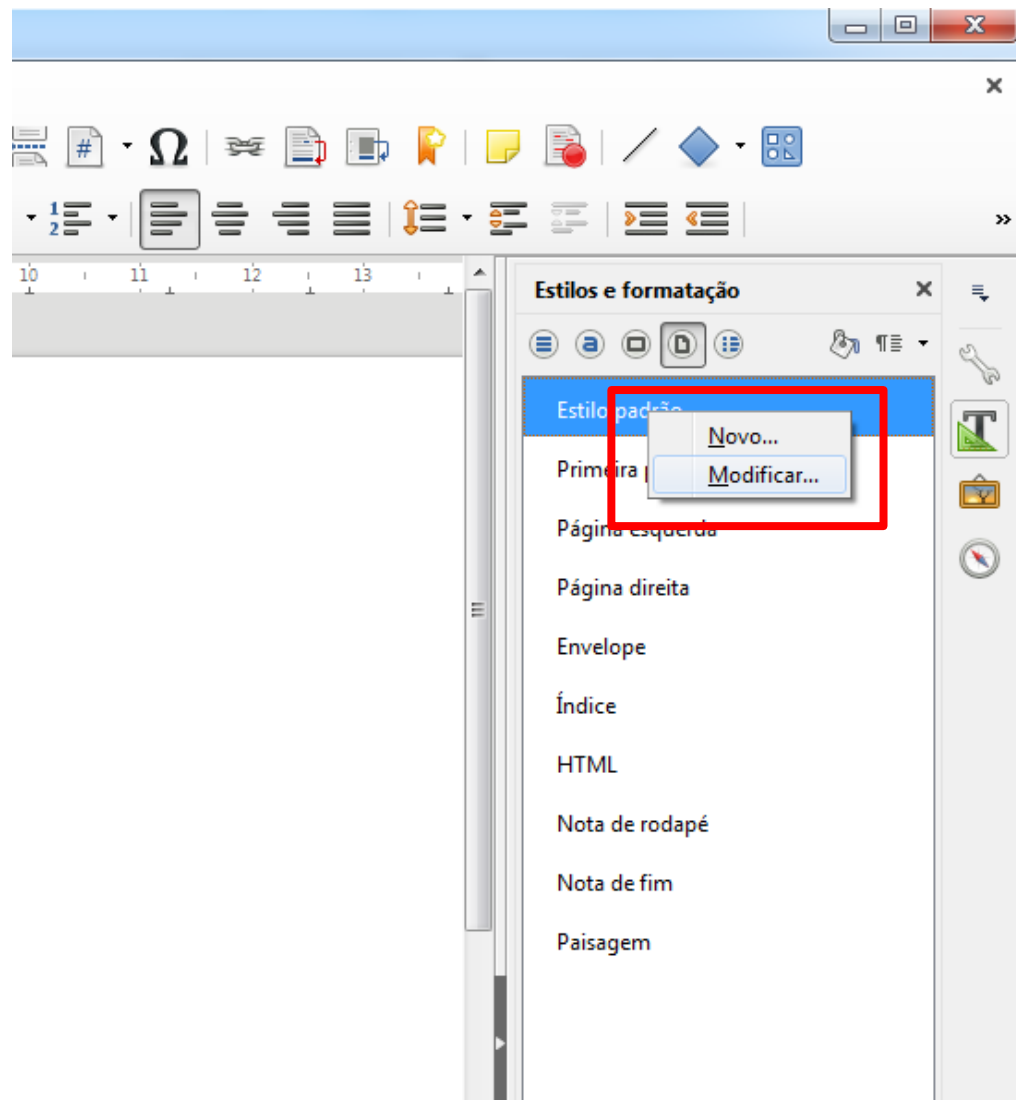 10 11 12 13
Estilos e formatação
Estilo padrão
Novo...
Primeira
Modificar...
Página esquerda
Página direita
Envelope
Índice
HTML
Nota de rodapé
Nota de fim
Paisagem